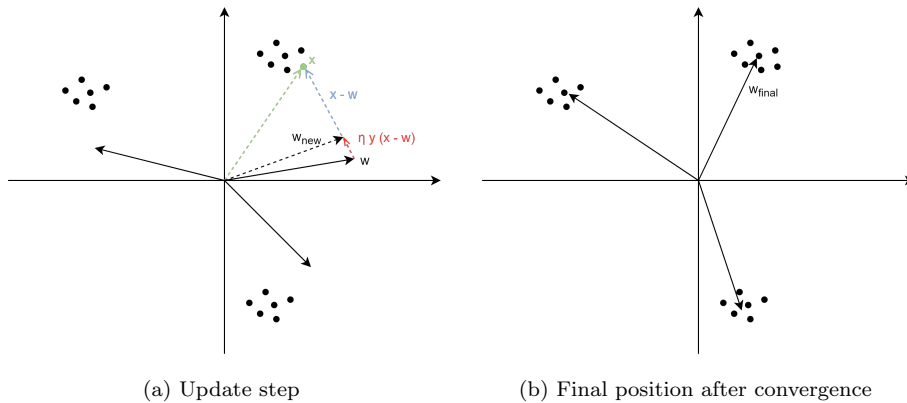 x
x - w
w_new
η y (x - w)
w
w_final
(a) Update step
(b) Final position after convergence